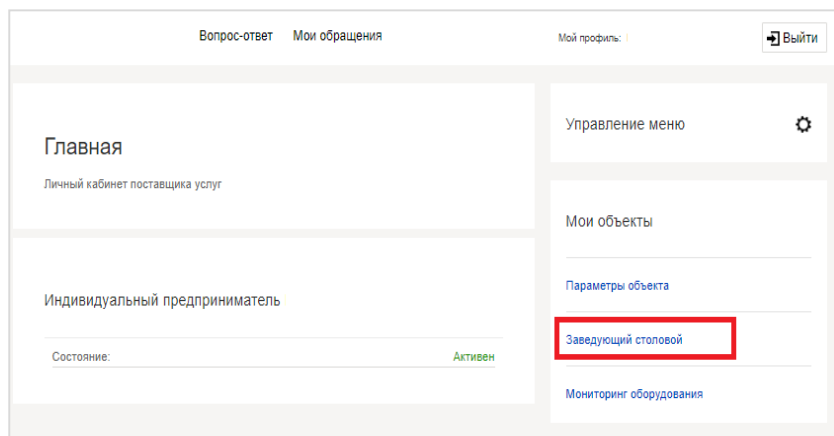 Вопрос-ответ Мои обращения Мой профиль: Выйти
Главная
Личный кабинет поставщика услуг
Индивидуальный предприниматель
Состояние: Активен
Управление меню
Мои объекты
Параметры объекта
Заведующий столовой
Мониторинг оборудования